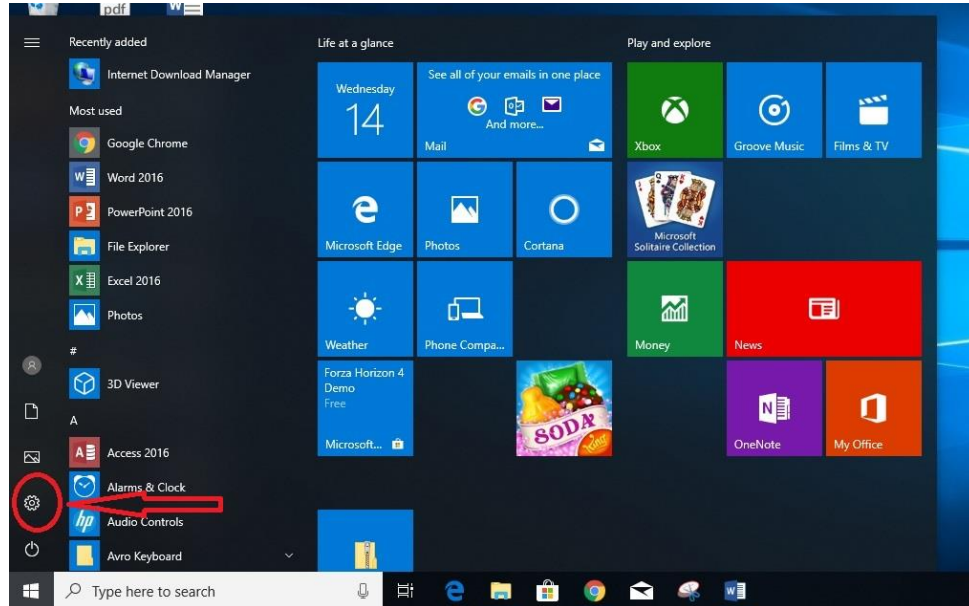 pdf
W
Recently added
Internet Download Manager
Most used
Google Chrome
Word 2016
PowerPoint 2016
File Explorer
Excel 2016
Photos
#
3D Viewer
A
Access 2016
Alarms & Clock
Audio Controls
Avro Keyboard
Life at a glance
Wednesday
14
See all of your emails in one place
And more...
Mail
Microsoft Edge
Photos
Cortana
Weather
Phone Compa...
Forza Horizon 4
Demo
Free
Microsoft...
SODA
King
Play and explore
Xbox
Groove Music
Films & TV
Microsoft
Solitaire Collection
Money
News
OneNote
My Office
hp
Type here to search